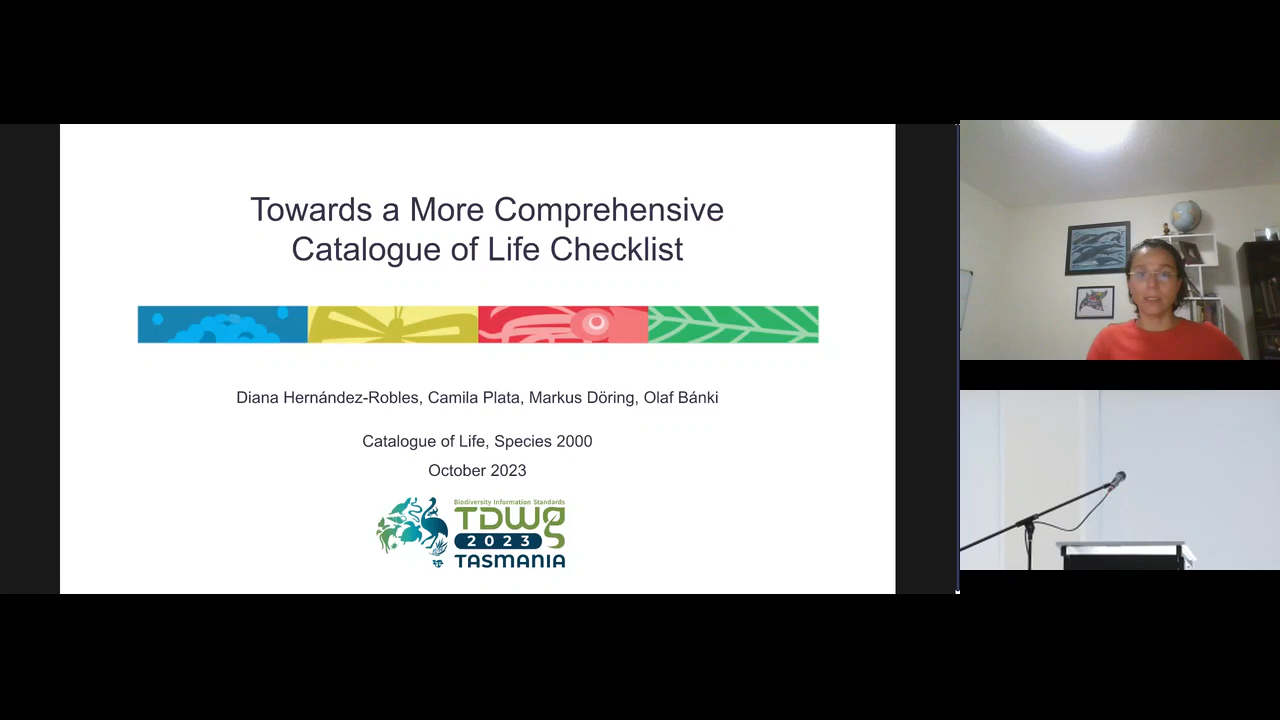 Towards a More Comprehensive
Catalogue of Life Checklist
Diana Hernández-Robles, Camila Plata, Markus Döring, Olaf Bánki
Catalogue of Life, Species 2000
October 2023
Biodiversity Information Standards
TDWG
2023
TASMANIA